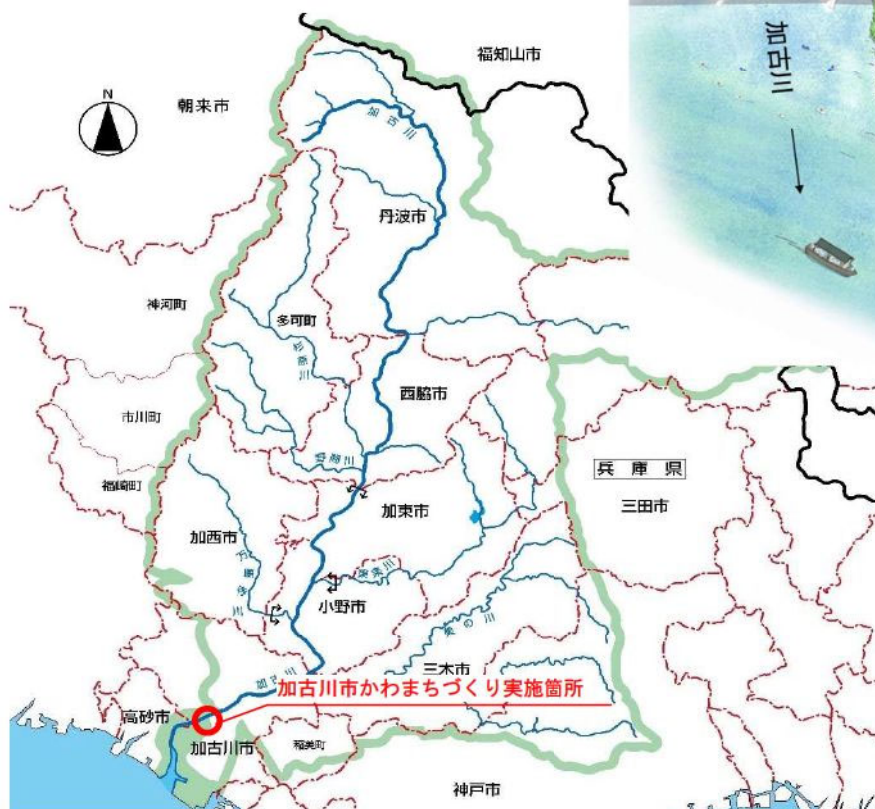 福知山市
加古川
朝来市
N
加古川
丹波市
神河町
多可町
杉原川
西脇市
市川町
野間川
兵庫県
福崎町
三田市
加西市
加東市
万願寺川
東条川
小野市
美の川
三木市
加古川
加古川市かわまちづくり実施箇所
高砂市
加古川市
稲美町
神戸市